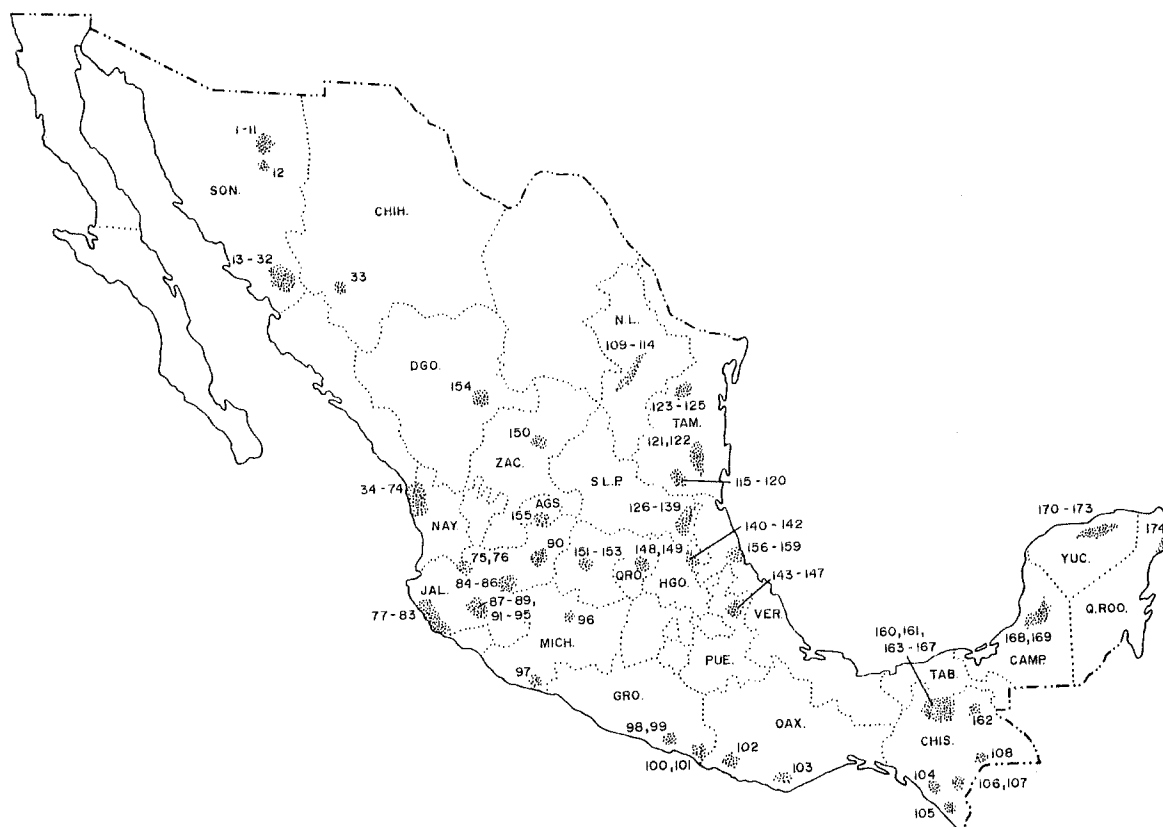 1-11
12
SON.
CHIH.
13-32
33
N.L.
109-114
DGO.
154
123-125
TAM.
121,122
150
ZAC.
S.L.P.
115-120
34-74
AGS.
126-139
NAY.
155
140-142
170-173
174
90
151-153
148,149
156-159
YUC.
75,76
QRO.
HGO.
143-147
JAL.
84-86
87-89,
91-95
77-83
96
VER.
Q.ROO.
MICH.
160,161,
163-167
168,169
CAMP.
PUE.
TAB.
97
GRO.
OAX.
162
98,99
CHIS.
102
108
100,101
103
104
106,107
105